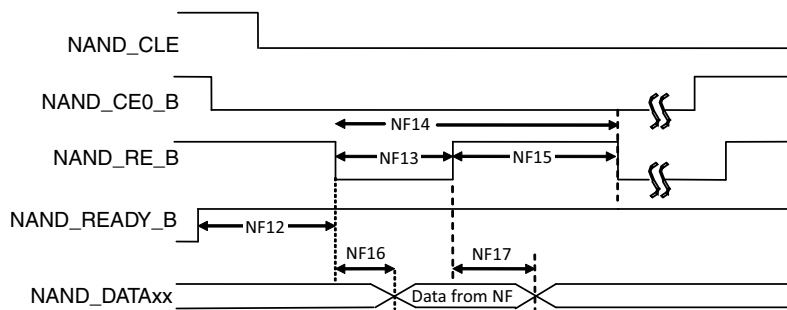 NAND_CLE
NAND_CE0_B
NF14
NAND_RE_B
NF13
NF15
NAND_READY_B
NF12
NF16
NF17
NAND_DATAxx
Data from NF